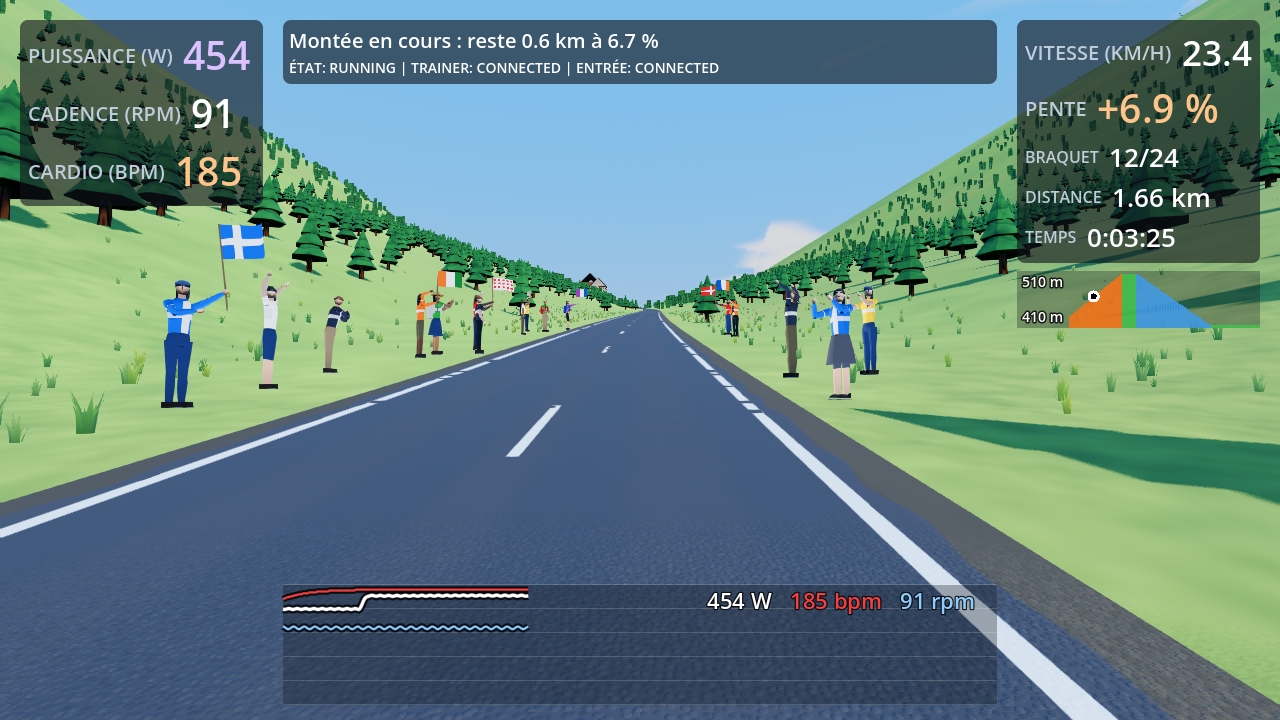 PUISSANCE (W) 454
CADENCE (RPM) 91
CARDIO (BPM) 185
Montée en cours : reste 0.6 km à 6.7 %
ÉTAT: RUNNING | TRAINER: CONNECTED | ENTRÉE: CONNECTED
VITESSE (KM/H) 23.4
PENTE +6.9 %
BRAQUET 12/24
DISTANCE 1.66 km
TEMPS 0:03:25
510 m
410 m
454 W 185 bpm 91 rpm